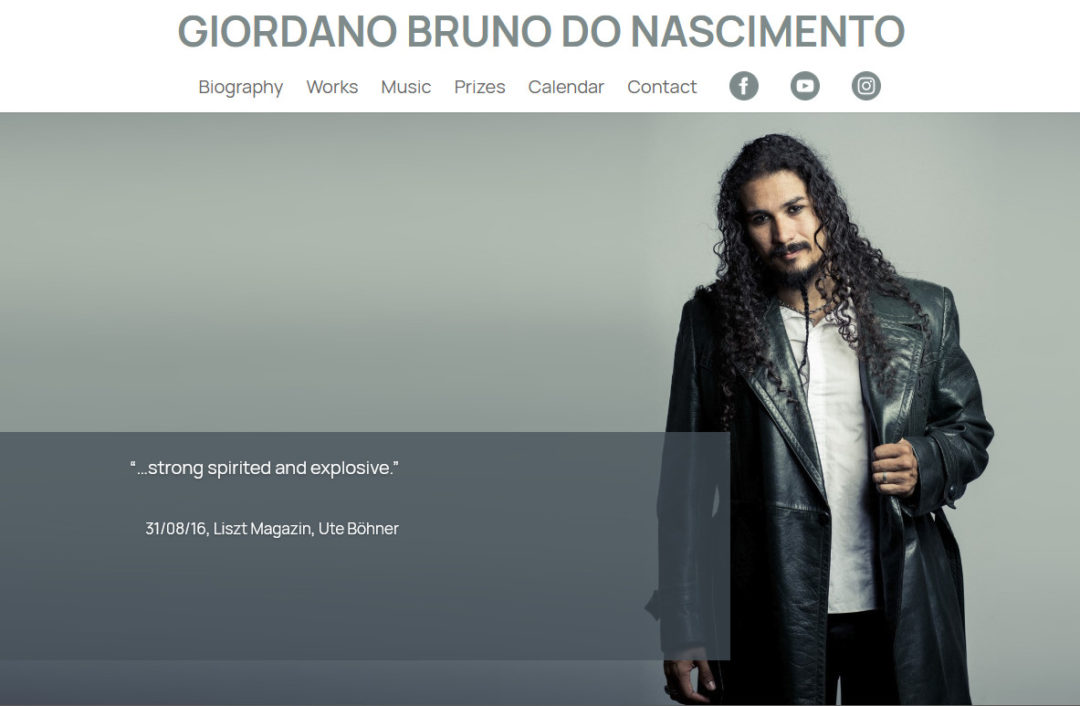 GIORDANO BRUNO DO NASCIMENTO
Biography Works Music Prizes Calendar Contact
“...strong spirited and explosive.”
31/08/16, Liszt Magazin, Ute Böhner